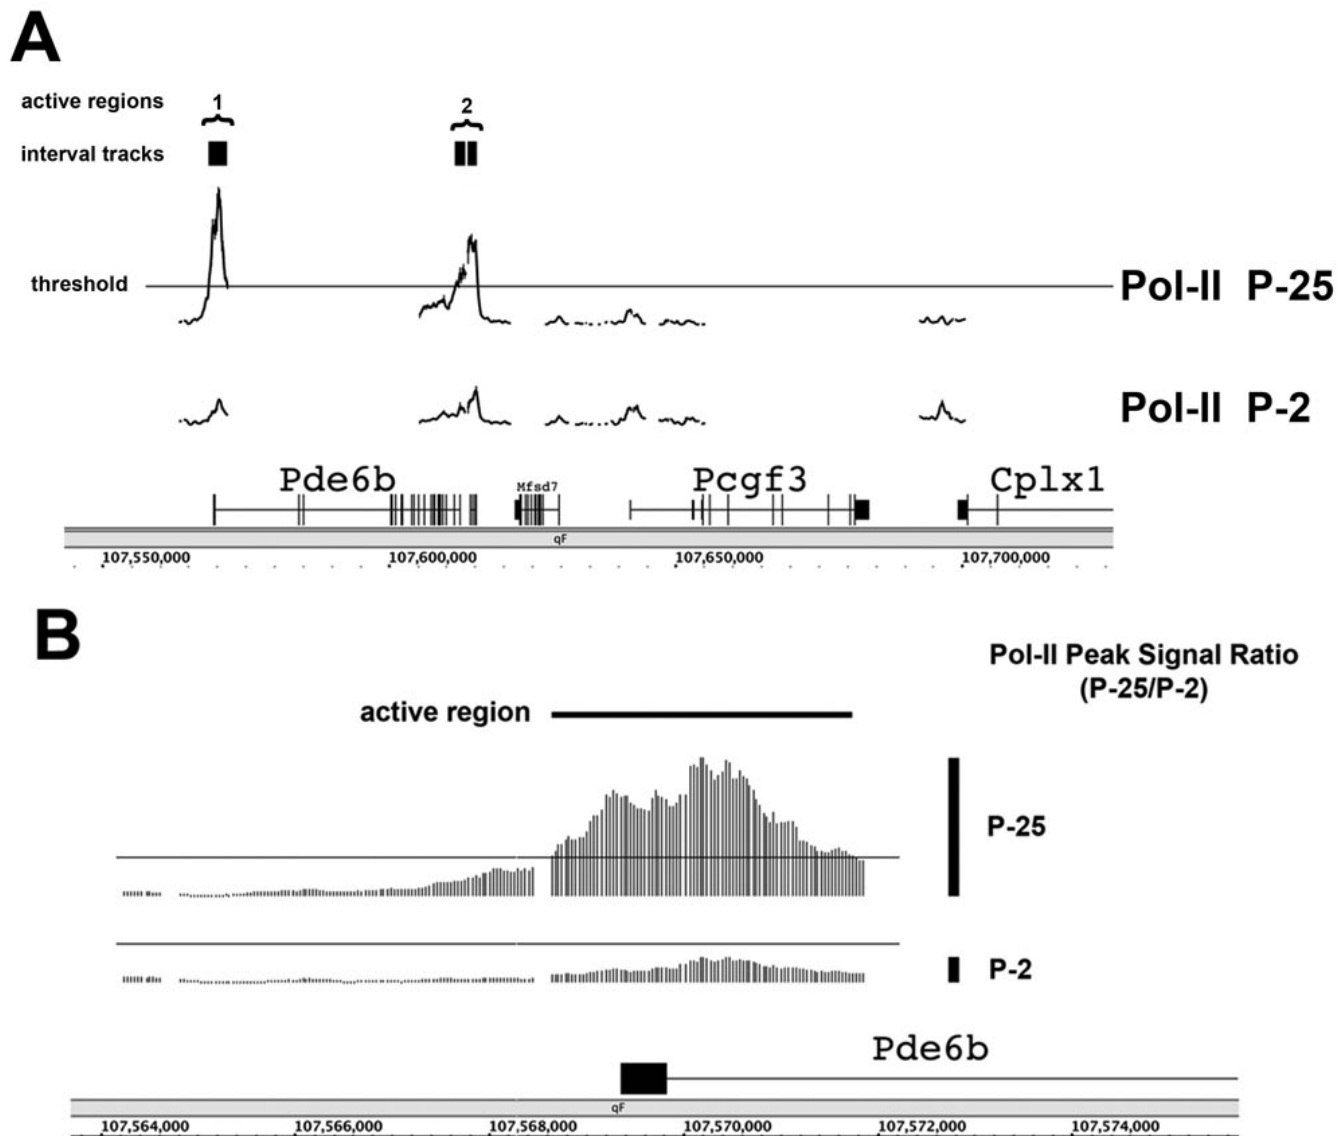 A
active regions 1 2
interval tracks
threshold
Pol-II P-25
Pol-II P-2
Pde6b Mfsd7 Pcgf3 Cplx1
qF
107,550,000 107,600,000 107,650,000 107,700,000
B
Pol-II Peak Signal Ratio
(P-25/P-2)
active region
P-25
P-2
Pde6b
qF
107,564,000 107,566,000 107,568,000 107,570,000 107,572,000 107,574,000